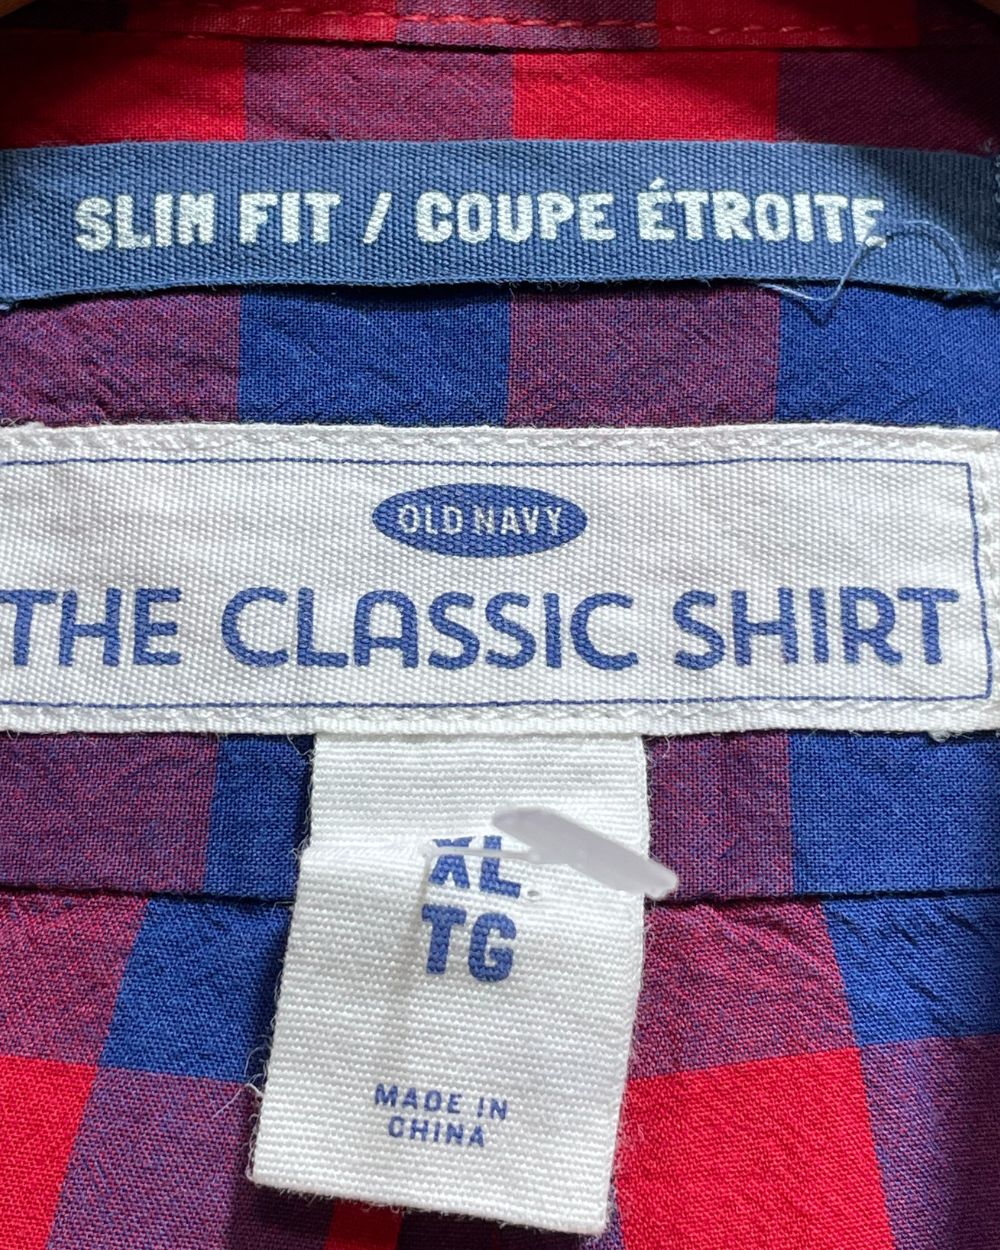 SLIM FIT / COUPE ÉTROITE
OLD NAVY
THE CLASSIC SHIRT
XL
TG
MADE IN
CHINA